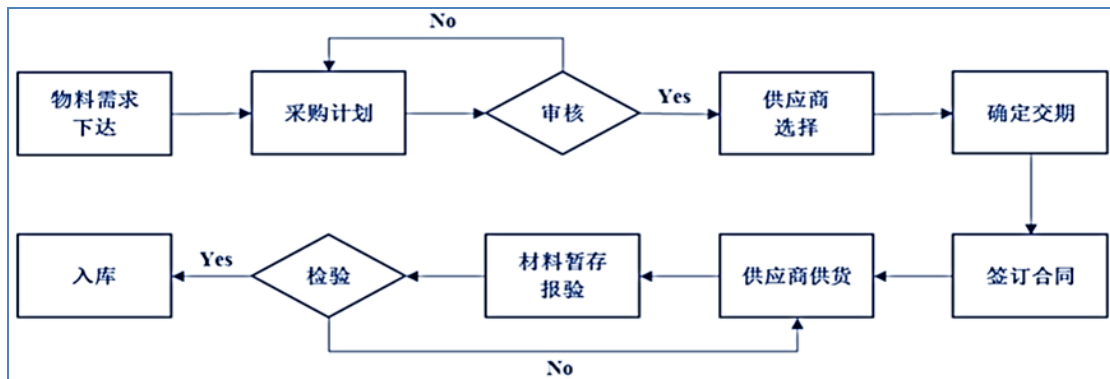 No
物料需求
下达
采购计划
审核
Yes
供应商
选择
确定交期
入库
Yes
检验
材料暂存
报验
供应商供货
签订合同
No